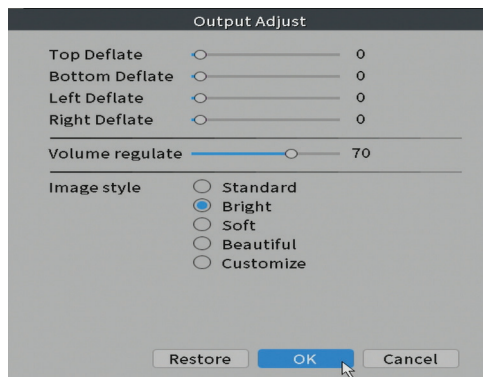 Output Adjust
Top Deflate 0
Bottom Deflate 0
Left Deflate 0
Right Deflate 0
Volume regulate 70
Image style Standard
Bright
Soft
Beautiful
Customize
Restore OK Cancel